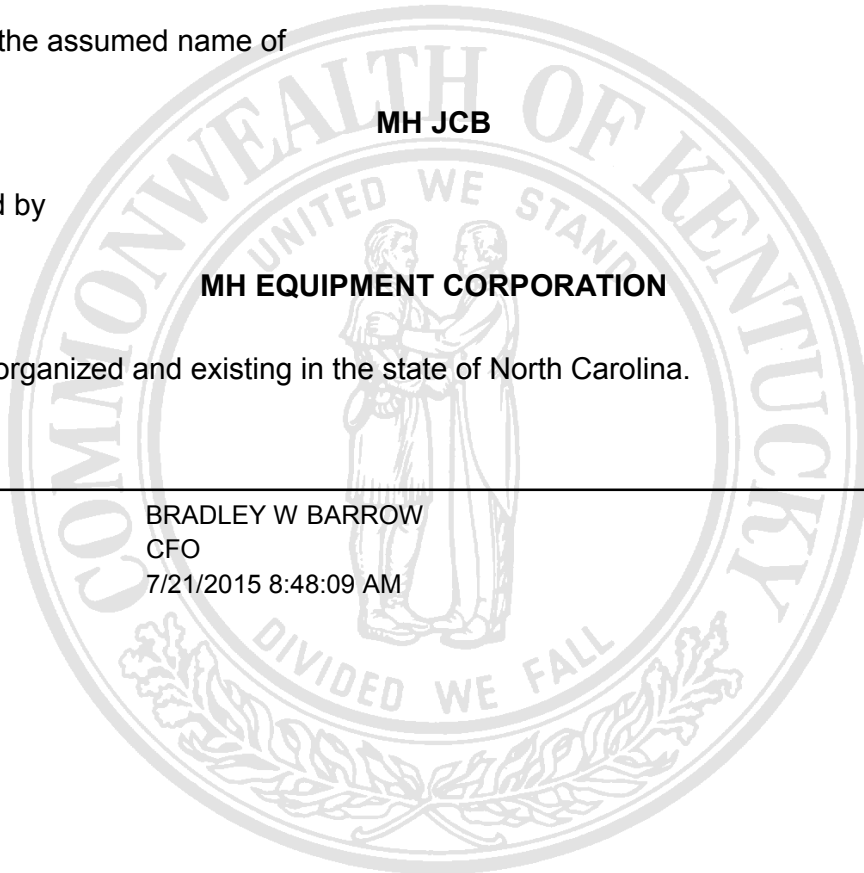 the assumed name of
MH JCB
d by
MH EQUIPMENT CORPORATION
organized and existing in the state of North Carolina.
BRADLEY W BARROW
CFO
7/21/2015 8:48:09 AM
COMMONWEALTH OF KENTUCKY
UNITED WE STAND
DIVIDED WE FALL